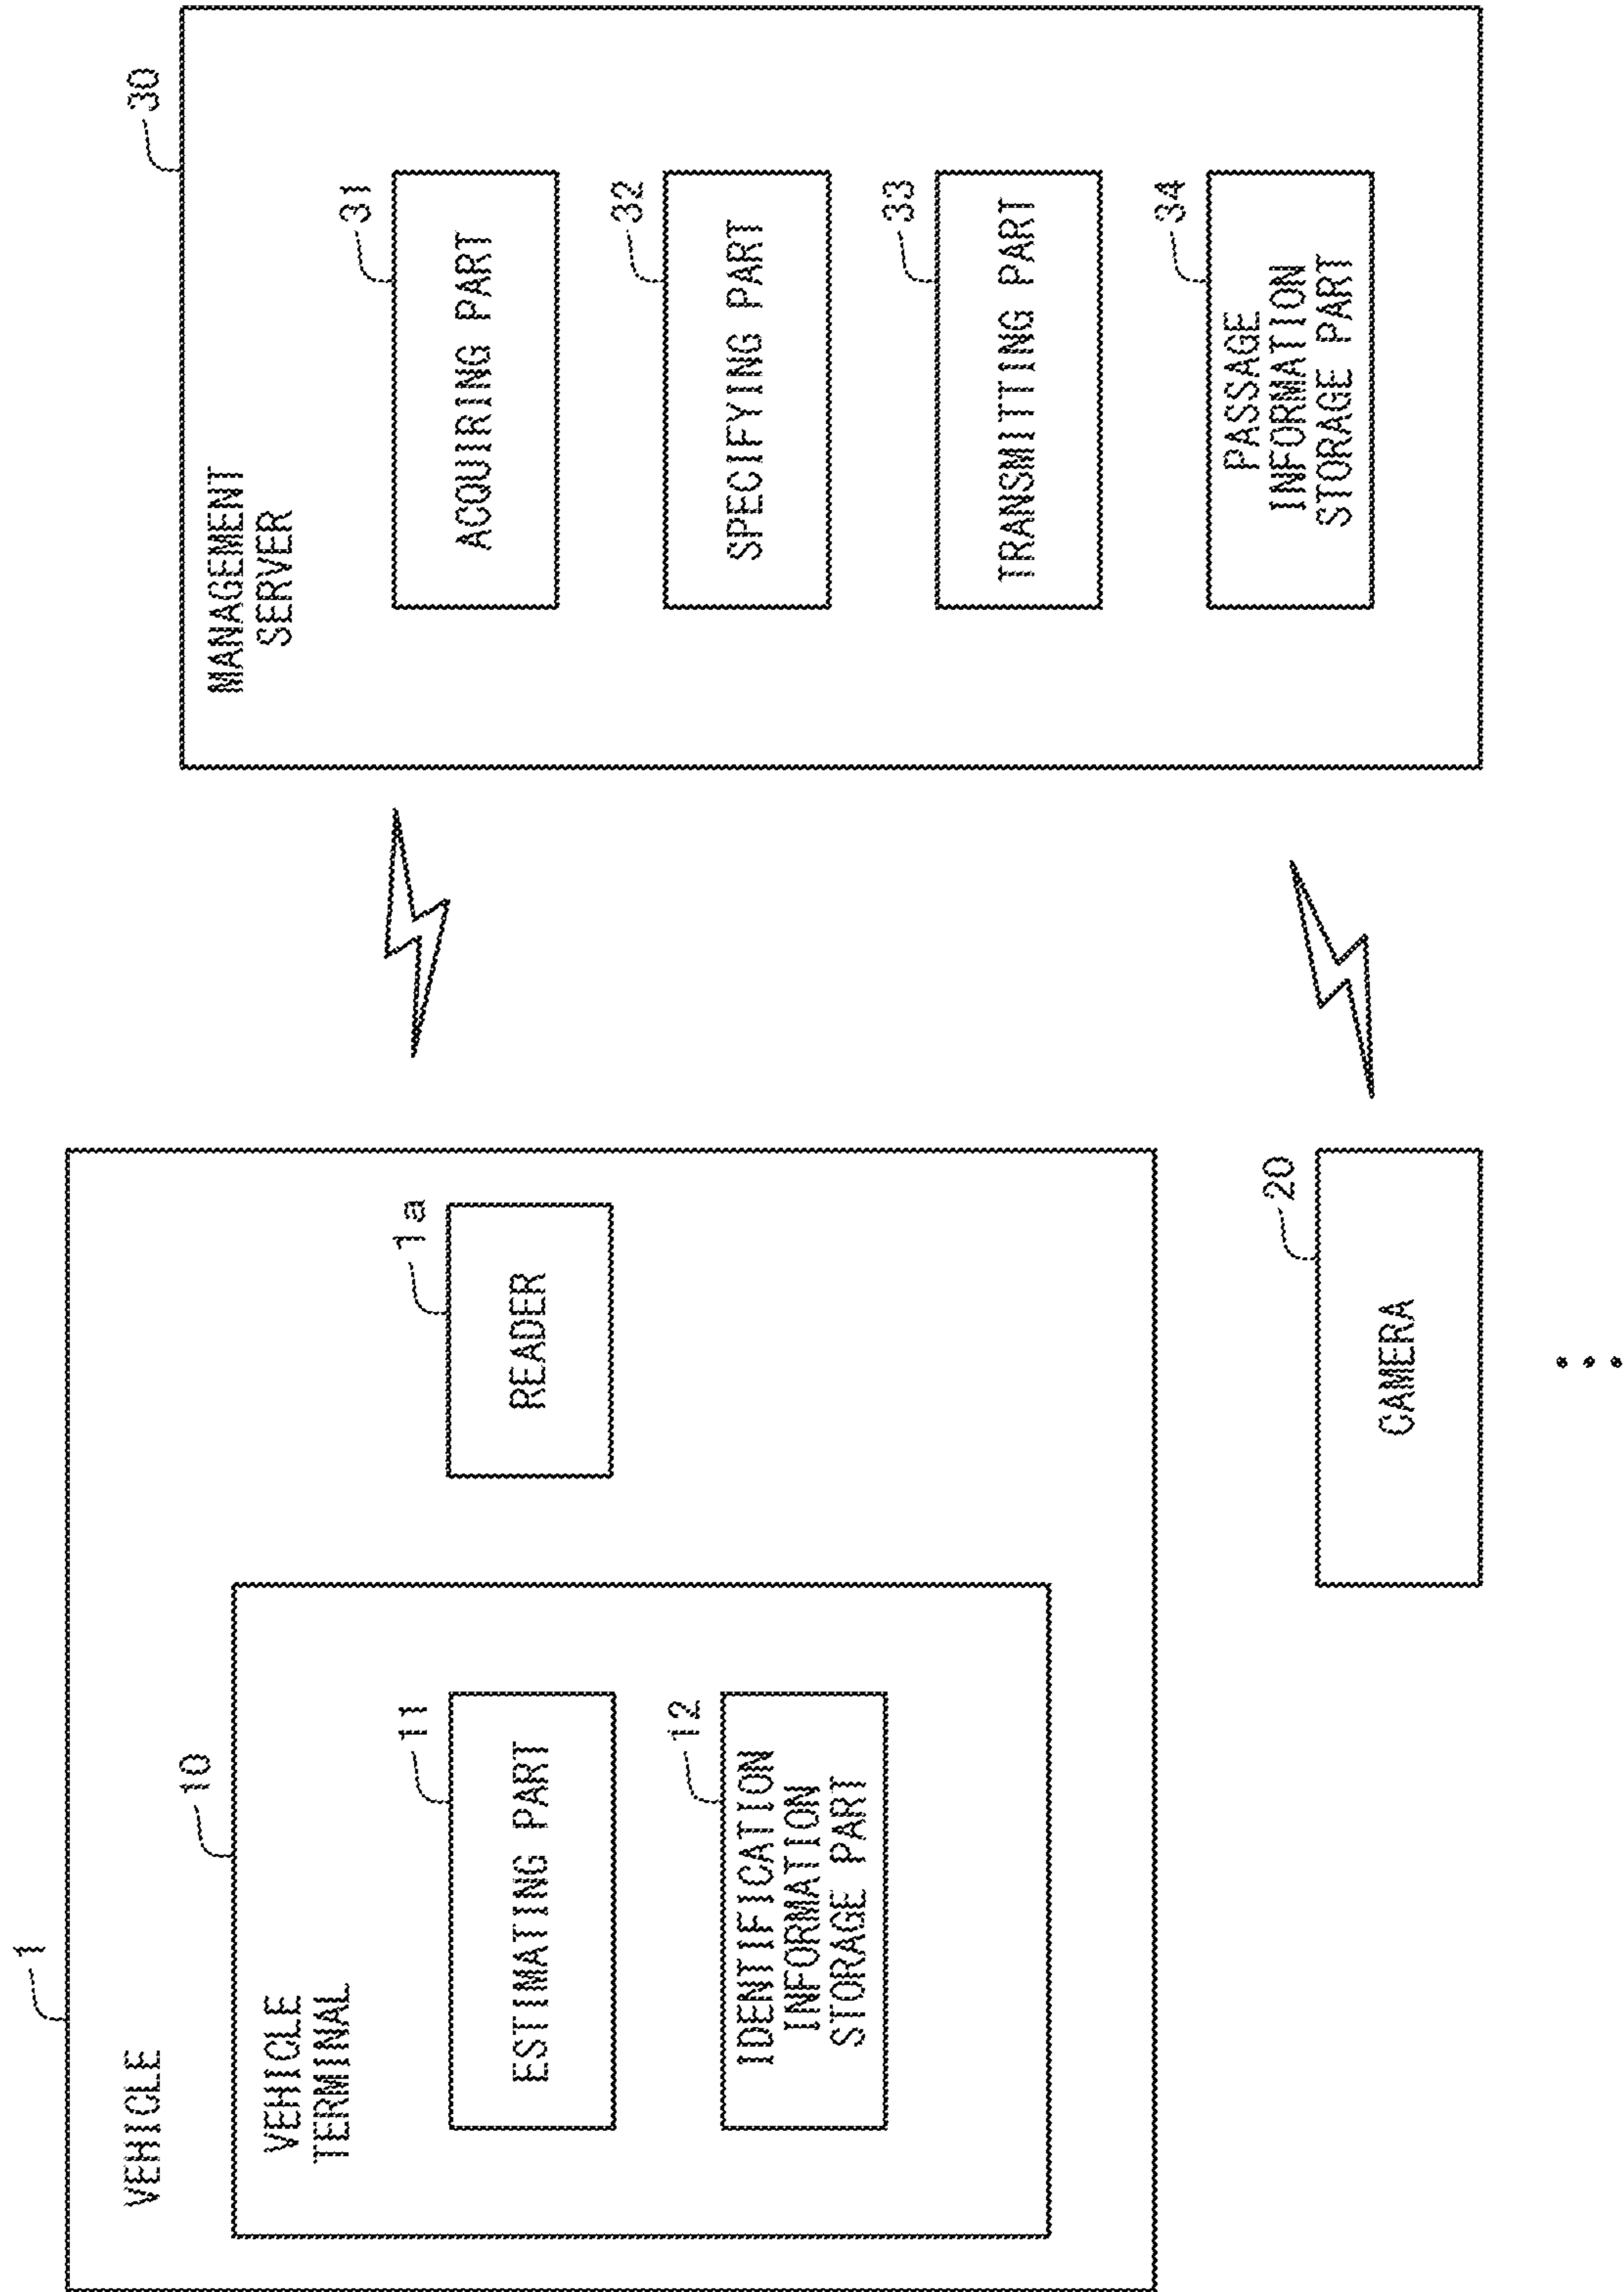 1
VEHICLE
10
VEHICLE
TERMINAL
11
ESTIMATING PART
12
IDENTIFICATION
INFORMATION
STORAGE PART
1a
READER
20
CAMERA
30
MANAGEMENT
SERVER
31
ACQUIRING PART
32
SPECIFYING PART
33
TRANSMITTING PART
34
PASSAGE
INFORMATION
STORAGE PART